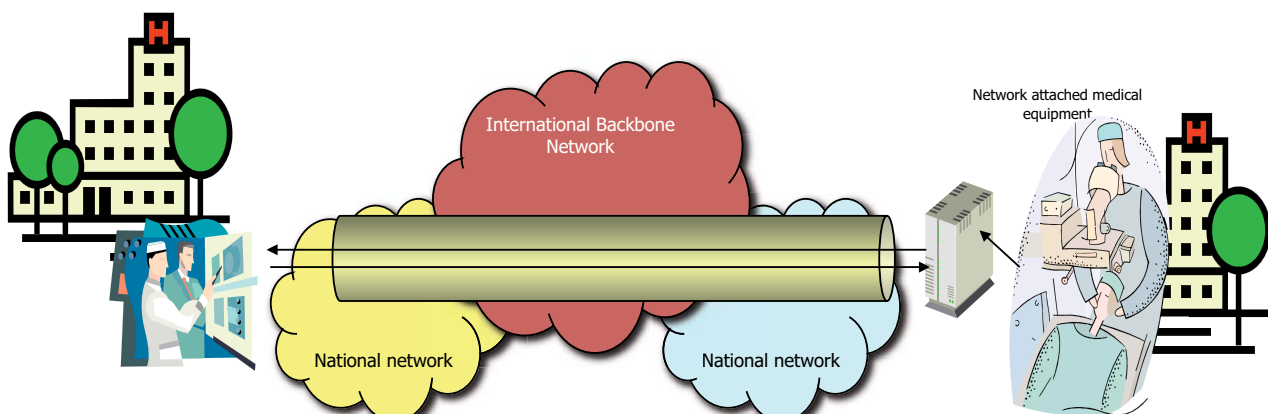 H
International Backbone
Network
Network attached medical
equipment
H
National network
National network